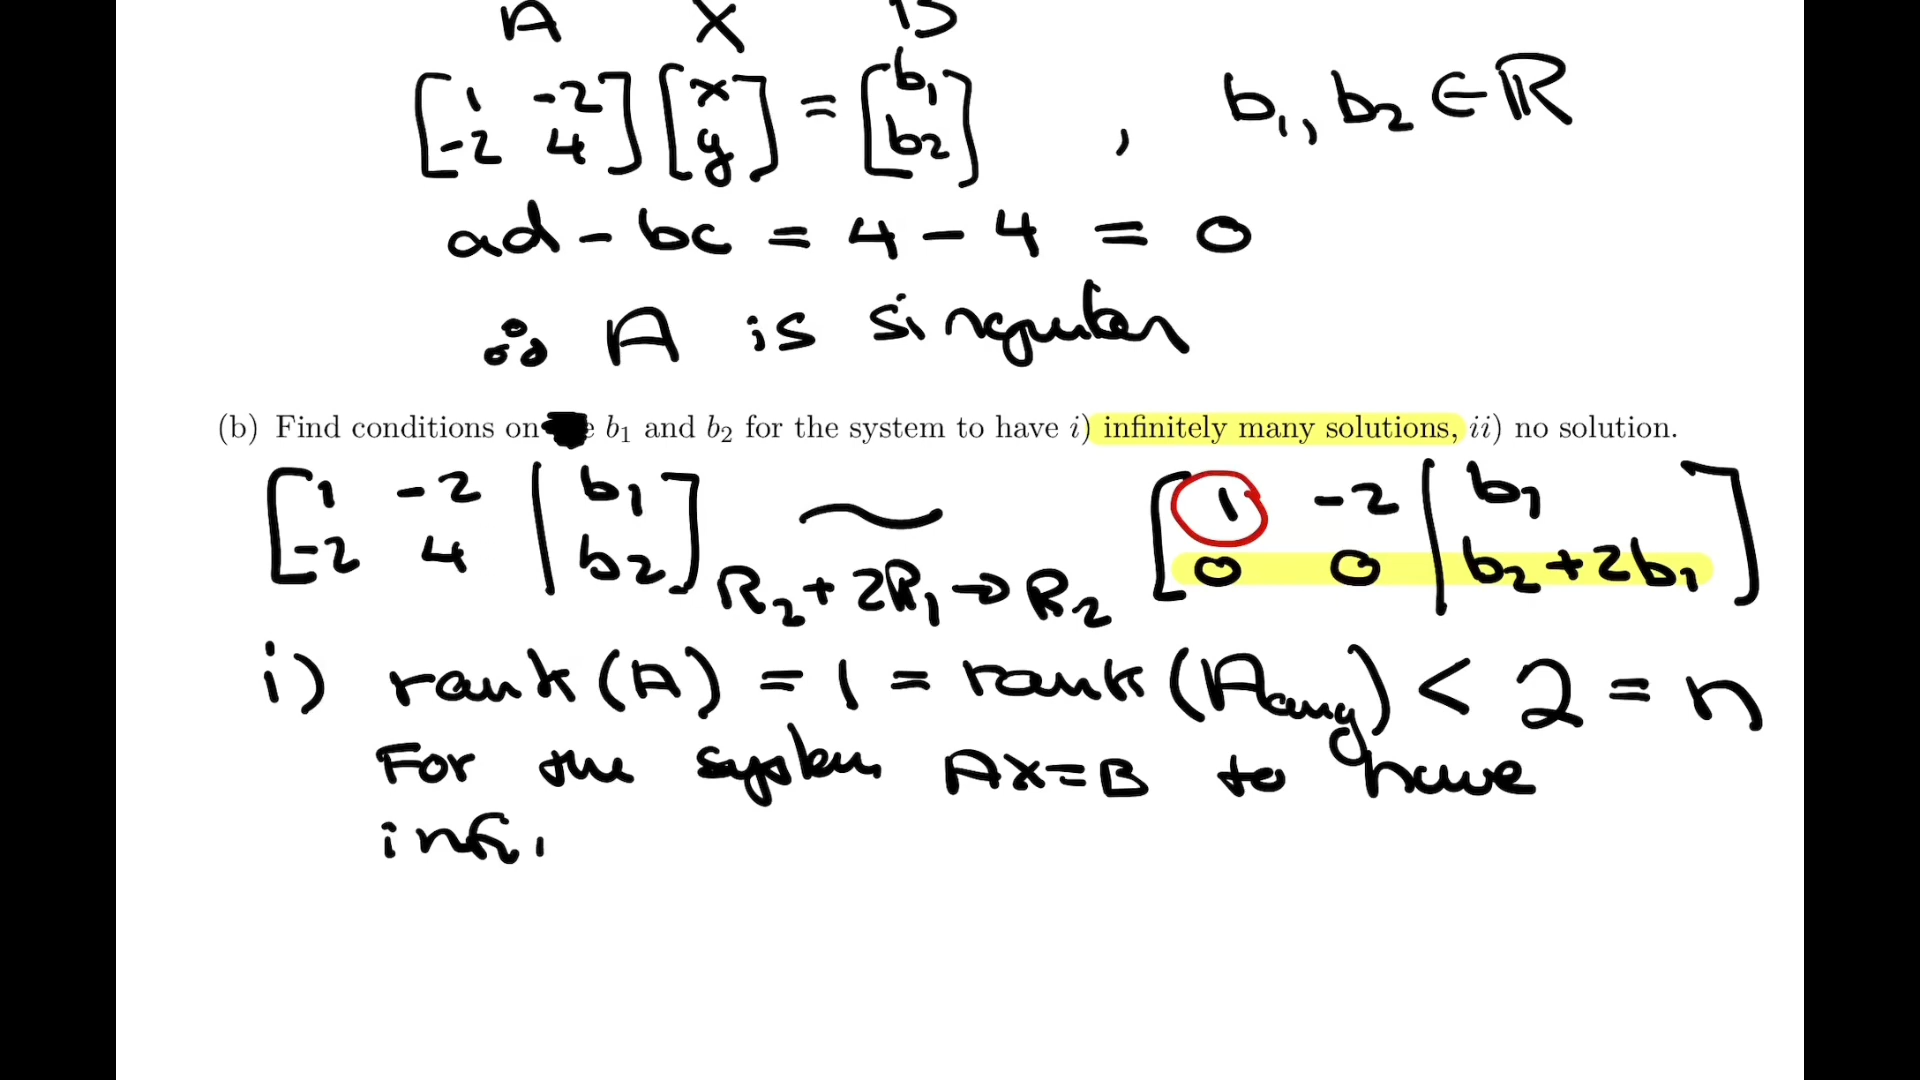 A X B
[1 -2; -2 4] [x; y] = [b₁; b₂] , b₁, b₂ ∈ ℝ
ad - bc = 4 - 4 = 0
∴ A is singular
(b) Find conditions on b₁ and b₂ for the system to have i) infinitely many solutions, ii) no solution.
[1 -2 | b₁; -2 4 | b₂] ~ R₂ + 2R₁ → R₂ [1 -2 | b₁; 0 0 | b₂ + 2b₁]
i) rank(A) = 1 = rank(Aaug) < 2 = n
For the system AX=B to have
infi